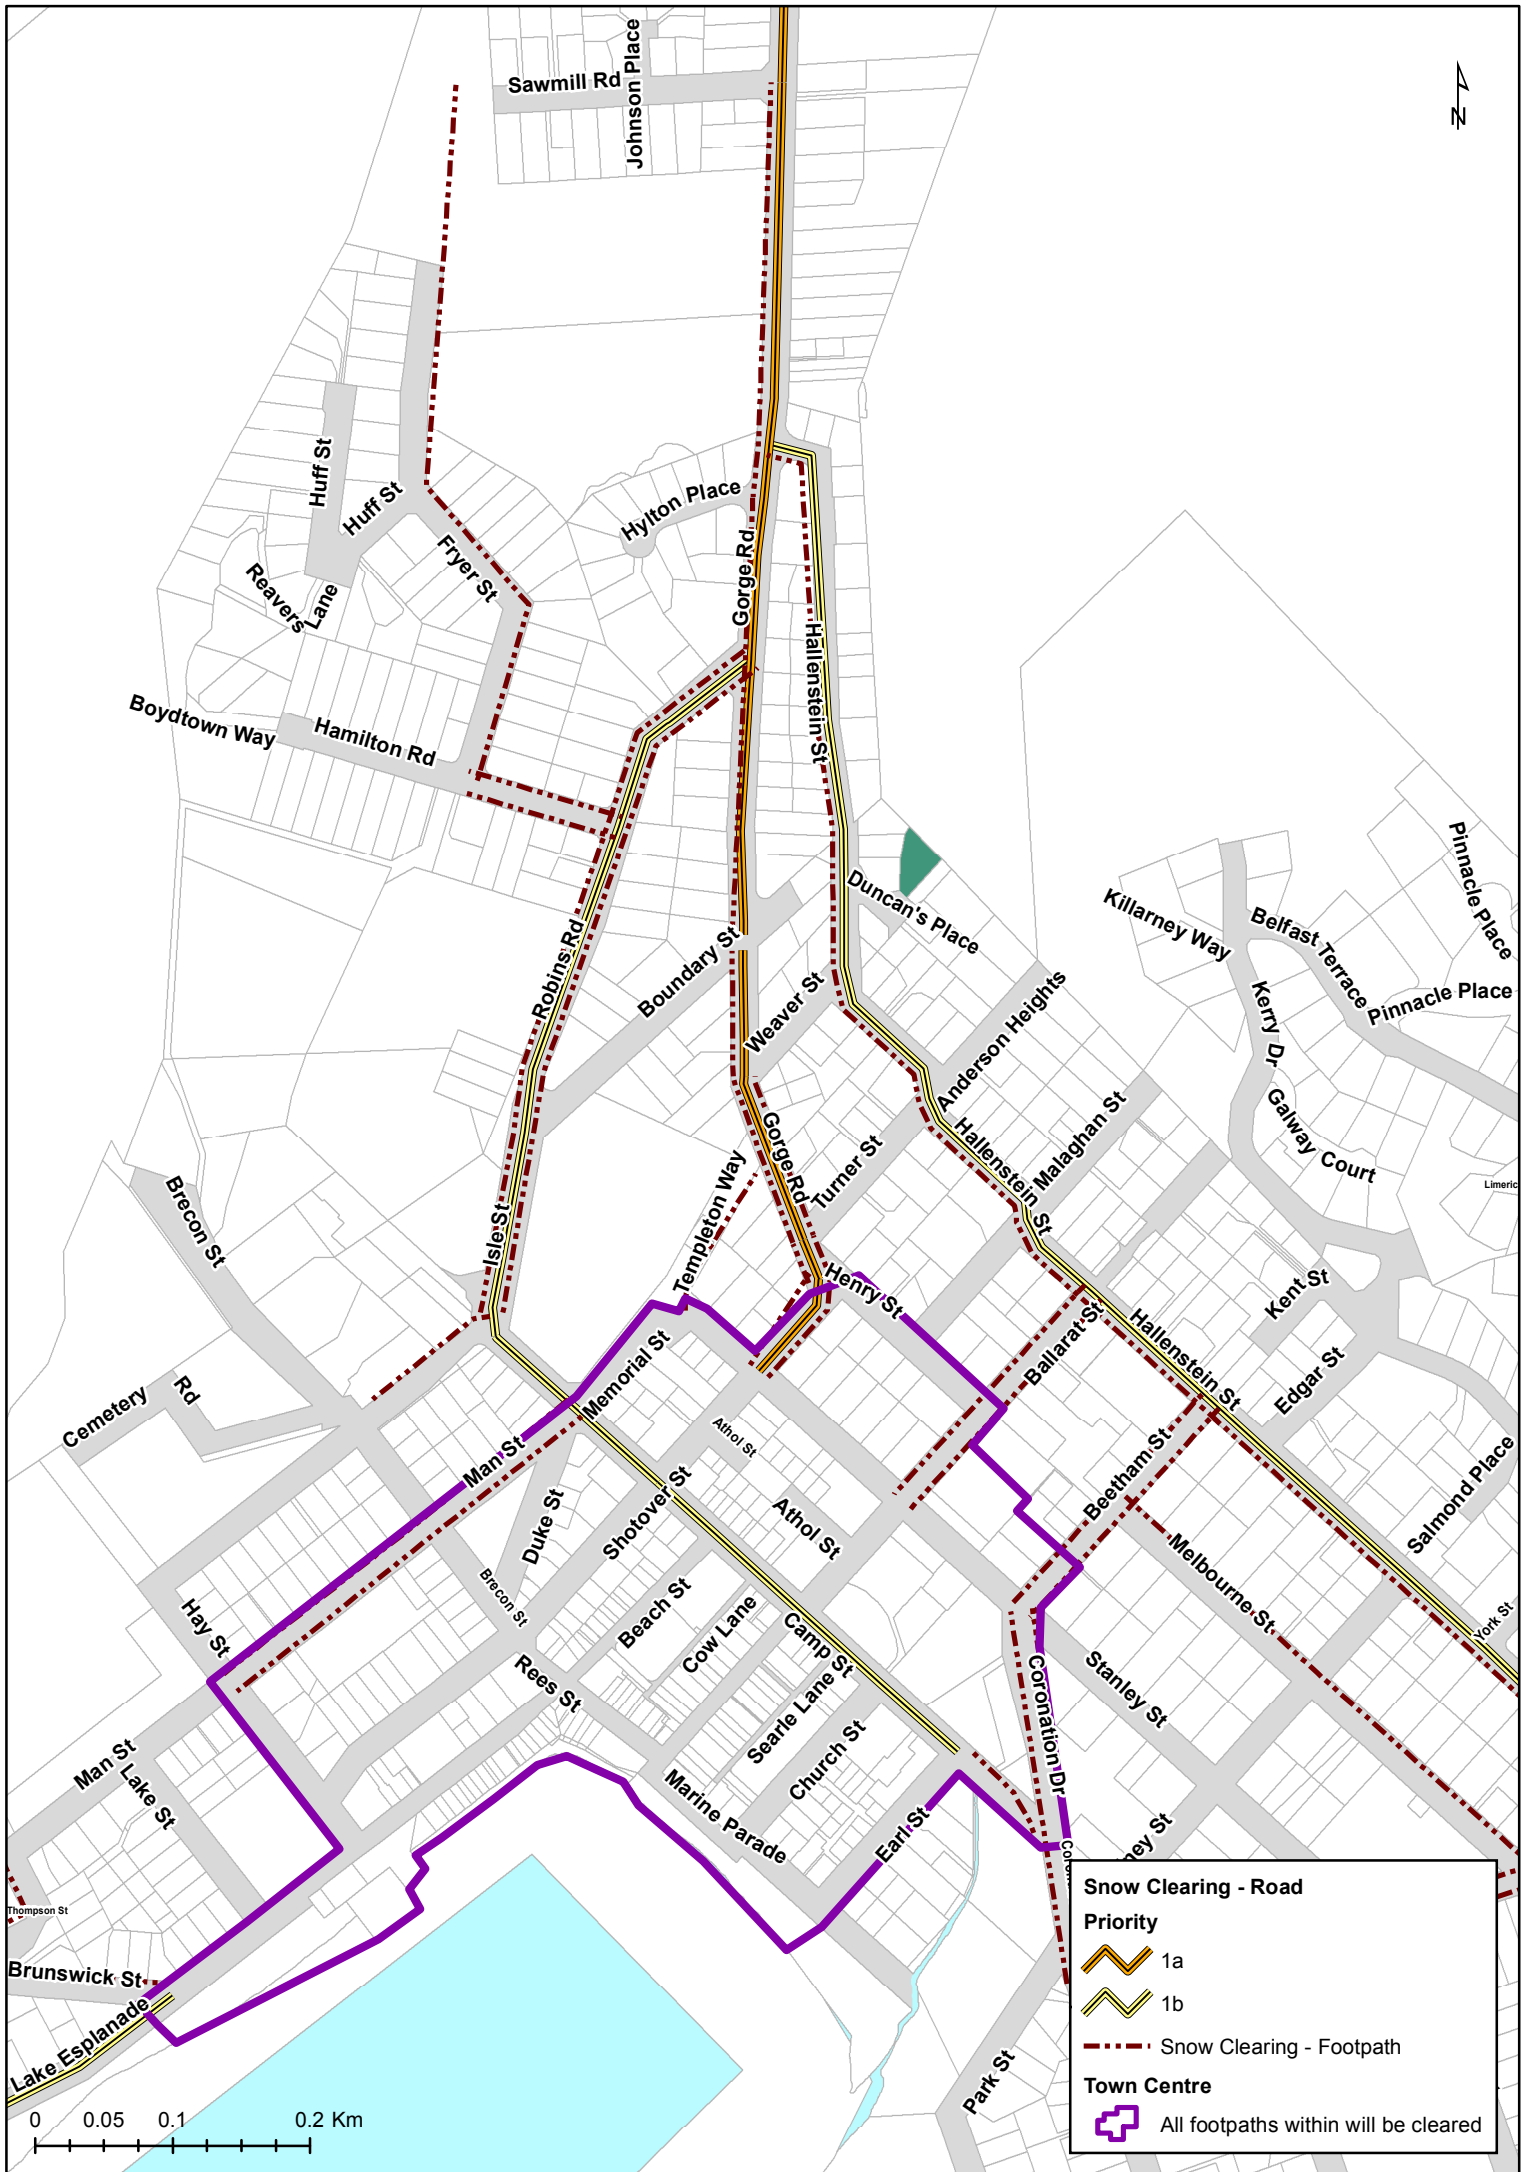 Sawmill Rd
Johnson Place
N
Huff St
Huff St
Hylton Place
Fryer St
Gorge Rd
Reavers
Lane
Hallenstein St
Boydtown Way
Hamilton Rd
Pinnacle Place
Duncan's Place
Killarney Way
Belfast Terrace
Robins Rd
Boundary St
Weaver St
Anderson Heights
Pinnacle Place
Kerry Dr
Gorge Rd
Hallenstein St
Malaghan St
Galway Court
Turner St
Templeton Way
Limeric
Brecon St
Isle St
Henry St
Kent St
Ballarat St
Hallenstein St
Memorial St
Edgar St
Cemetery
Rd
Athol St
Man St
Beetham St
Salmond Place
Shotover St
Duke St
Athol St
Melbourne St
Brecon St
Hay St
Beach St
Cow Lane
Camp St
York St
Rees St
Searle Lane
Coronation Dr
Stanley St
Man St
Lake St
Church St
Marine Parade
Earl St
ney St
Thompson St
Brunswick St
Lake Esplanade
Park St
0 0.05 0.1 0.2 Km
Snow Clearing - Road
Priority
1a
1b
Snow Clearing - Footpath
Town Centre
All footpaths within will be cleared